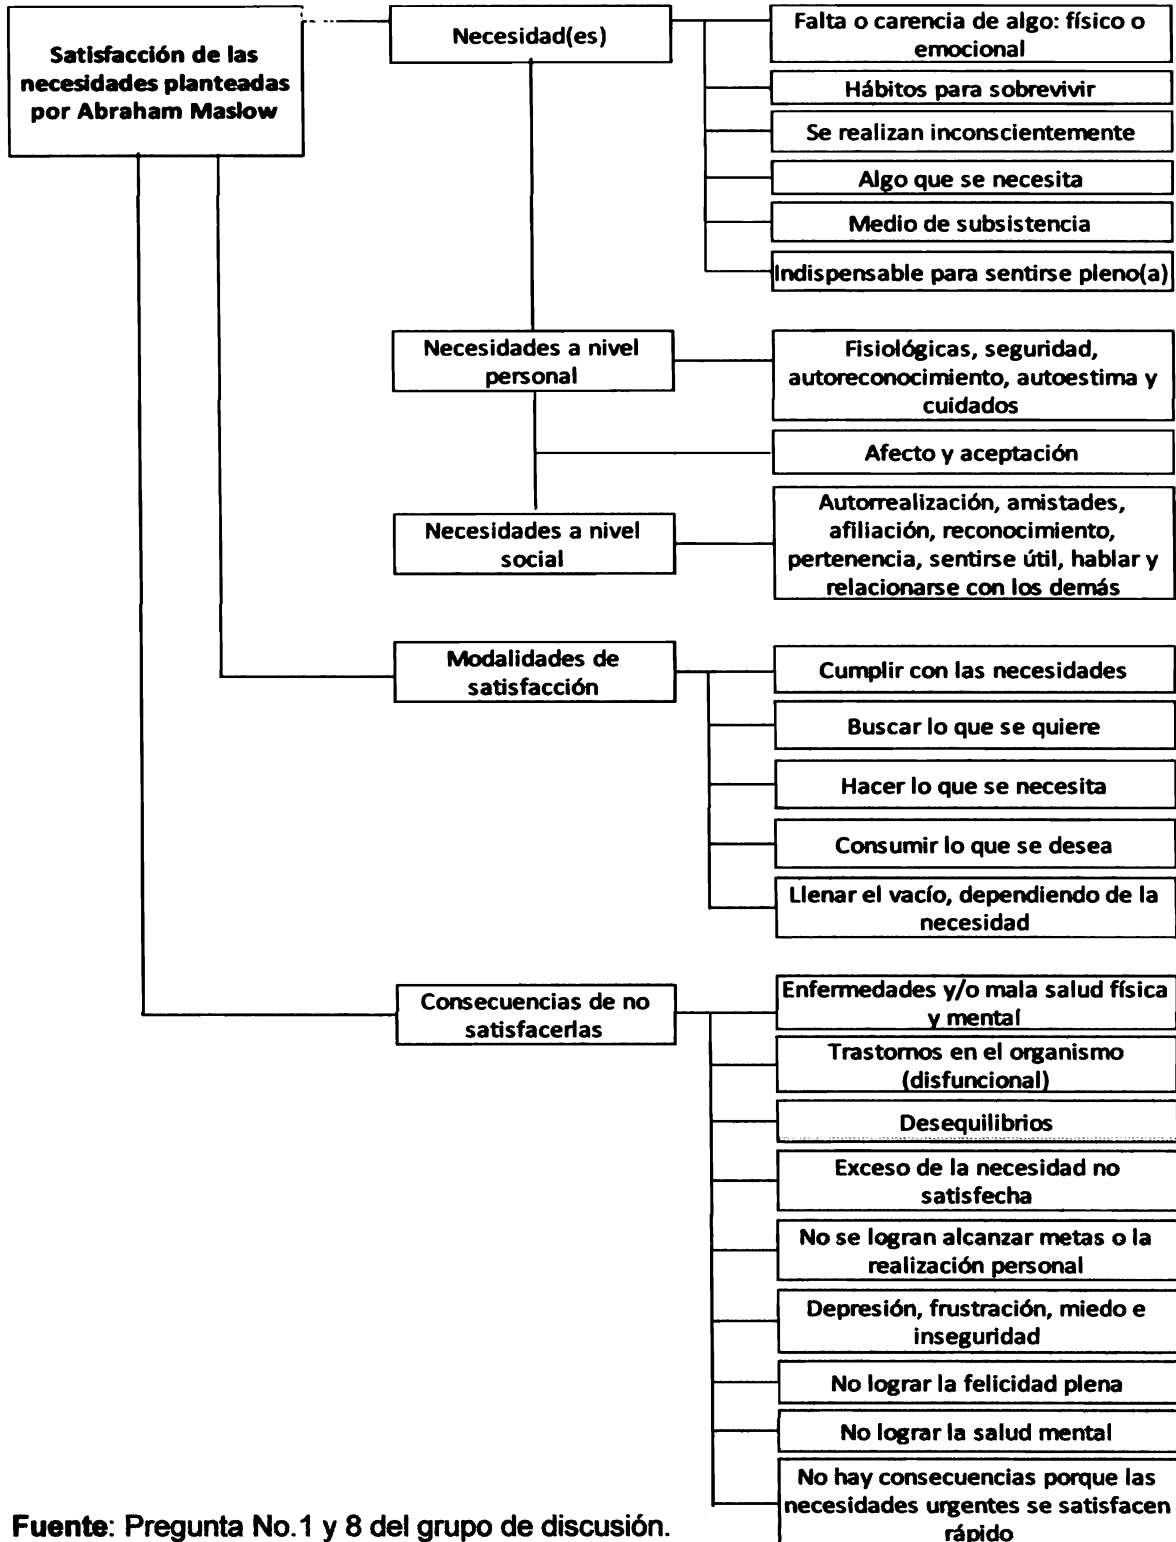 Satisfacción de las
necesidades planteadas
por Abraham Maslow
Necesidad(es)
Falta o carencia de algo: físico o
emocional
Hábitos para sobrevivir
Se realizan inconscientemente
Algo que se necesita
Medio de subsistencia
Indispensable para sentirse pleno(a)
Necesidades a nivel
personal
Fisiológicas, seguridad,
autoreconocimiento, autoestima y
cuidados
Afecto y aceptación
Necesidades a nivel
social
Autorrealización, amistades,
afiliación, reconocimiento,
pertenencia, sentirse útil, hablar y
relacionarse con los demás
Modalidades de
satisfacción
Cumplir con las necesidades
Buscar lo que se quiere
Hacer lo que se necesita
Consumir lo que se desea
Llenar el vacío, dependiendo de la
necesidad
Consecuencias de no
satisfacerlas
Enfermedades y/o mala salud física
y mental
Trastornos en el organismo
(disfuncional)
Desequilibrios
Exceso de la necesidad no
satisfecha
No se logran alcanzar metas o la
realización personal
Depresión, frustración, miedo e
inseguridad
No lograr la felicidad plena
No lograr la salud mental
No hay consecuencias porque las
necesidades urgentes se satisfacen
rápido
Fuente: Pregunta No.1 y 8 del grupo de discusión.